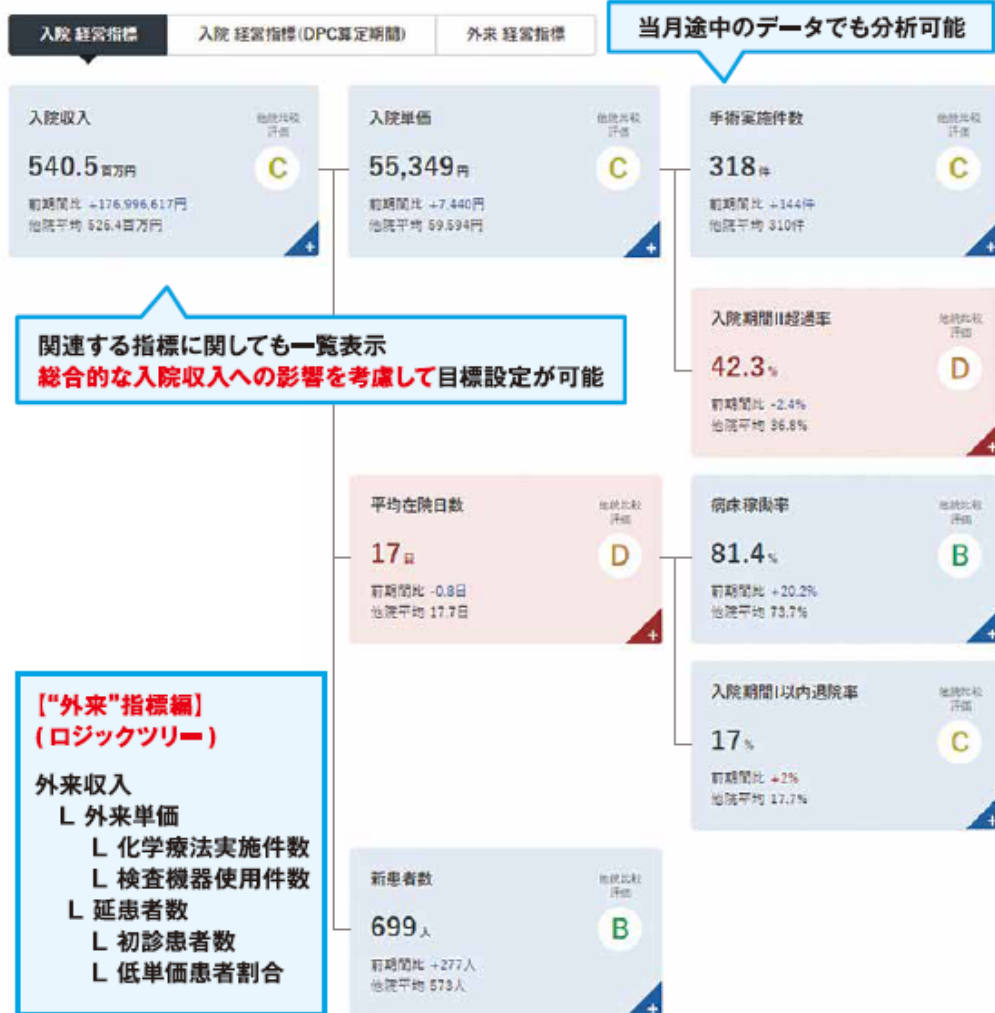 入院 経営指標
入院 経営指標(DPC算定期間)
外来 経営指標
当月途中のデータでも分析可能
入院収入
他院比較
評価
540.5百万円
C
前期間比 +176,996,617円
他院平均 526.4百万円
+
入院単価
他院比較
評価
55,349円
C
前期間比 +7,440円
他院平均 59,594円
+
手術実施件数
他院比較
評価
318件
C
前期間比 +144件
他院平均 310件
+
関連する指標に関しても一覧表示
総合的な入院収入への影響を考慮して目標設定が可能
入院期間II超過率
他院比較
評価
42.3%
D
前期間比 -2.4%
他院平均 36.8%
+
平均在院日数
他院比較
評価
17日
D
前期間比 -0.8日
他院平均 17.7日
+
病床稼働率
他院比較
評価
81.4%
B
前期間比 +20.2%
他院平均 73.7%
+
入院期間I以内退院率
他院比較
評価
17%
C
前期間比 +2%
他院平均 17.7%
+
【“外来”指標編】
(ロジックツリー)
外来収入
L 外来単価
L 化学療法実施件数
L 検査機器使用件数
L 延患者数
L 初診患者数
L 低単価患者割合
新患者数
他院比較
評価
699人
B
前期間比 +277人
他院平均 573人
+